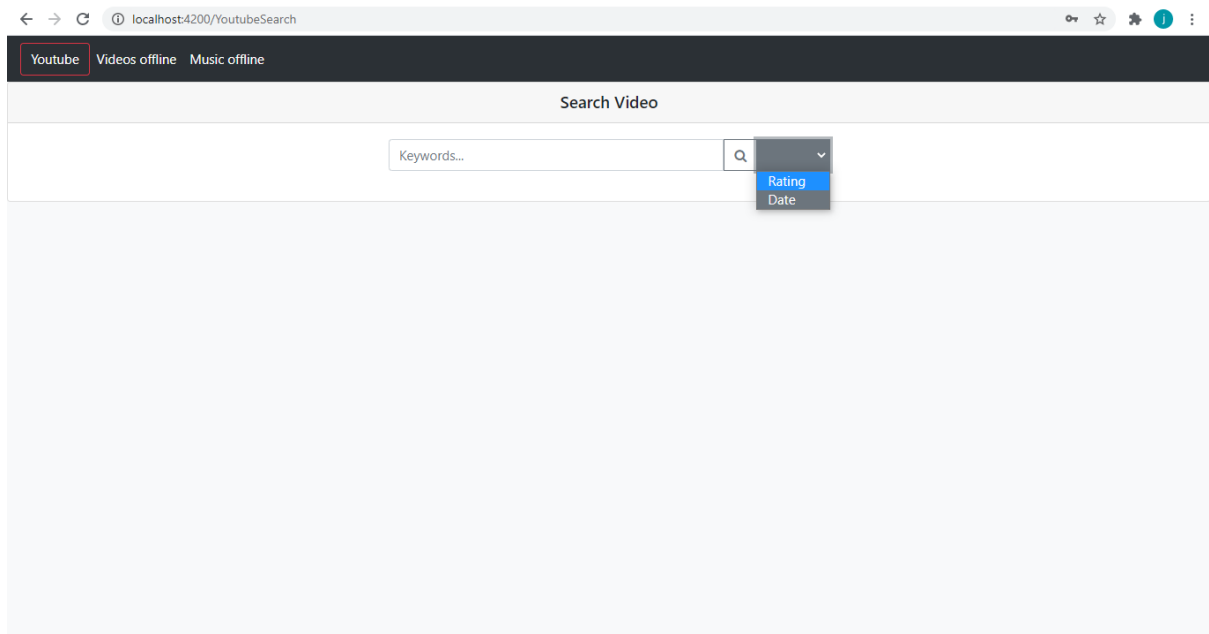 localhost:4200/YoutubeSearch
j
Youtube Videos offline Music offline
Search Video
Keywords...
Rating
Date